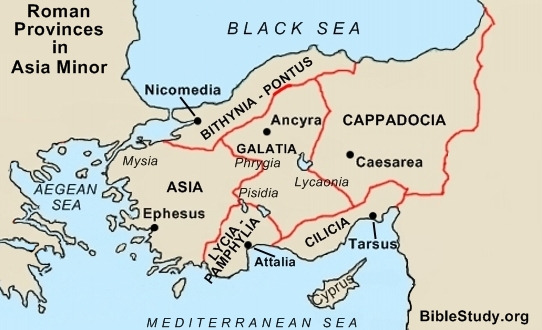 Roman
Provinces
in
Asia Minor
BLACK SEA
Nicomedia
BITHYNIA - PONTUS
Ancyra
CAPPADOCIA
GALATIA
Mysia
Phrygia
Caesarea
AEGEAN
SEA
ASIA
Pisidia
Lycaonia
Ephesus
LYCIA -
PAMPHYLIA
CILICIA
Tarsus
Attalia
Cyprus
BibleStudy.org
MEDITERRANEAN SEA